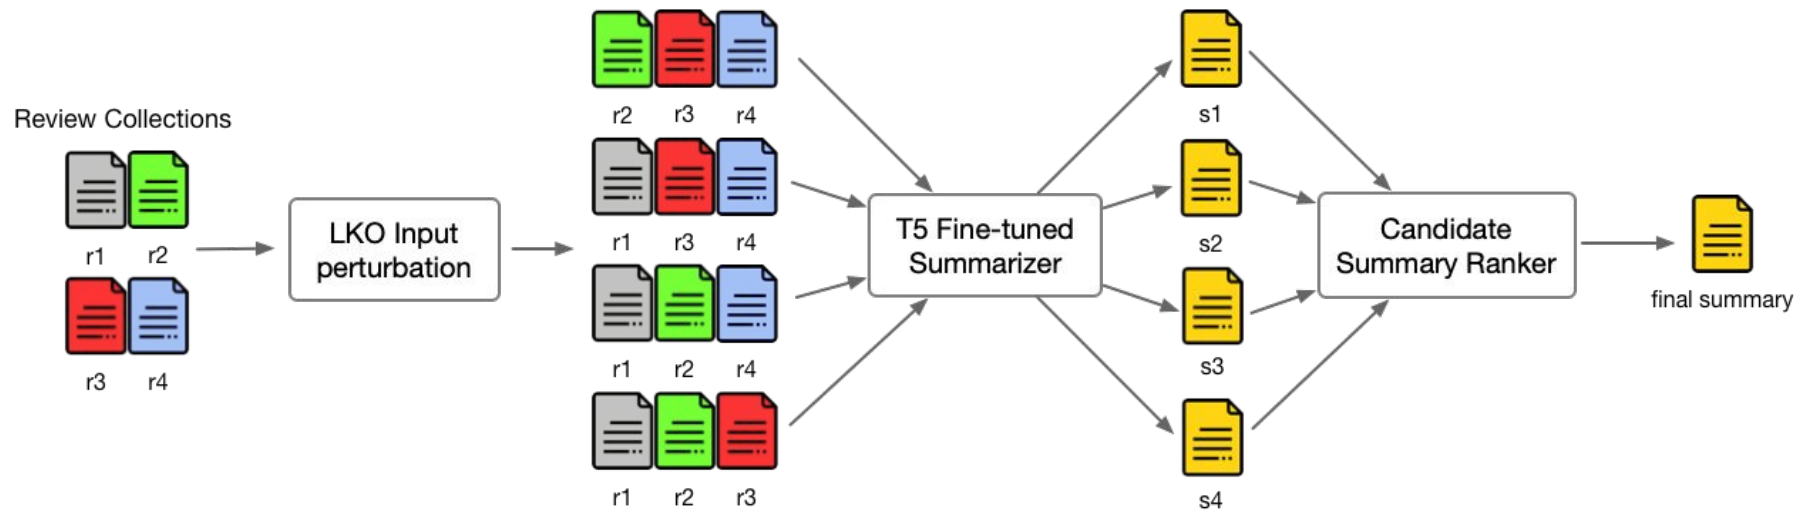 Review Collections
r1 r2
r3 r4
LKO Input
perturbation
r2 r3 r4
r1 r3 r4
r1 r2 r4
r1 r2 r3
T5 Fine-tuned
Summarizer
s1
s2
s3
s4
Candidate
Summary Ranker
final summary